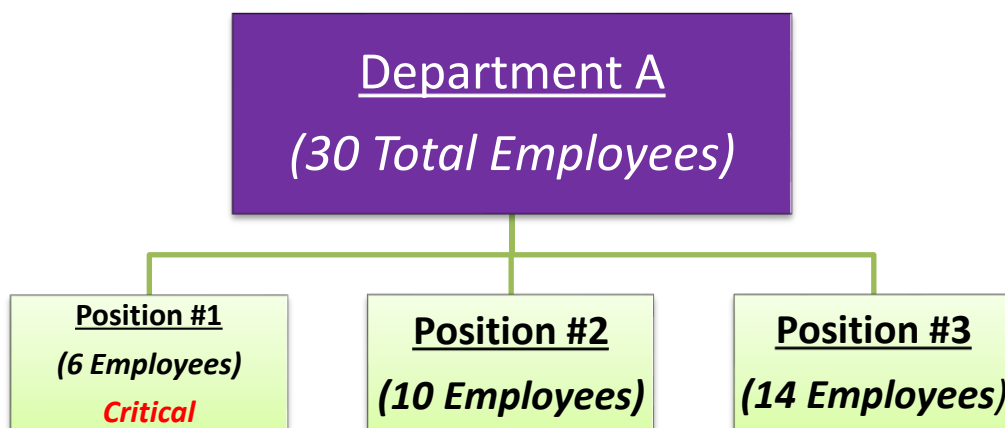 Department A
(30 Total Employees)
Position #1
(6 Employees)
Critical
Position #2
(10 Employees)
Position #3
(14 Employees)